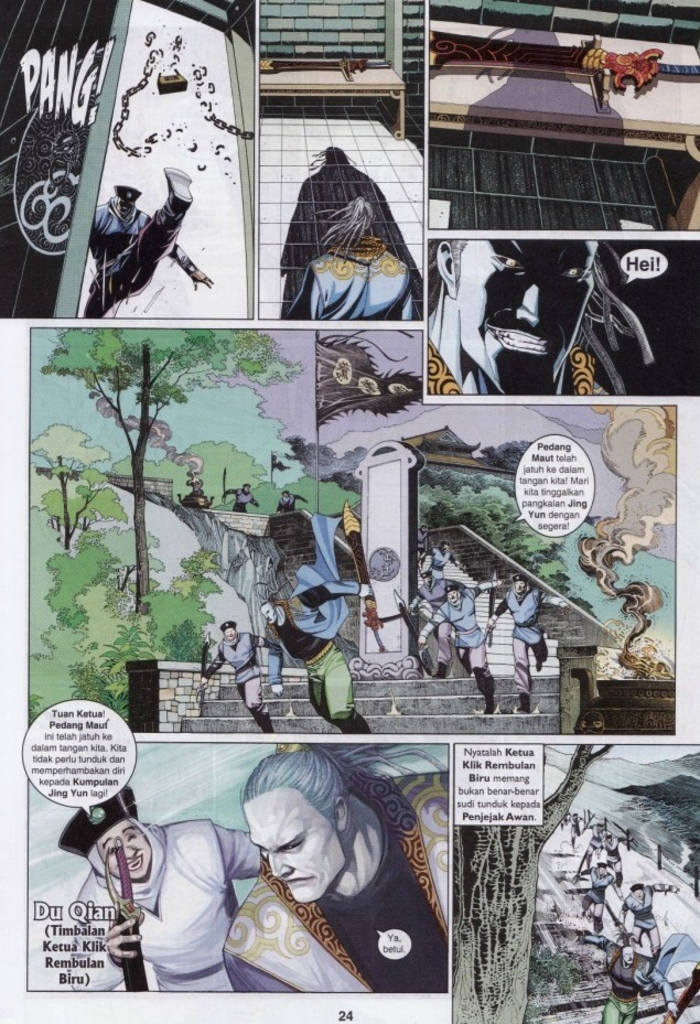 PANG!
Hei!
Pedang
Maut telah
jatuh ke dalam
tangan kita! Mari
kita tinggalkan
pangkalan Jing
Yun dengan
segera!
Tuan Ketua!
Pedang Maut
ini telah jatuh ke
dalam tangan kita. Kita
tidak perlu tunduk dan
memperhambakan diri
kepada Kumpulan
Jing Yun lagi!
Du Qian
(Timbalan
Ketua Klik
Rembulan
Biru)
Ya,
betul.
Nyatalah Ketua
Klik Rembulan
Biru memang
bukan benar-benar
sudi tunduk kepada
Penjejak Awan.
24